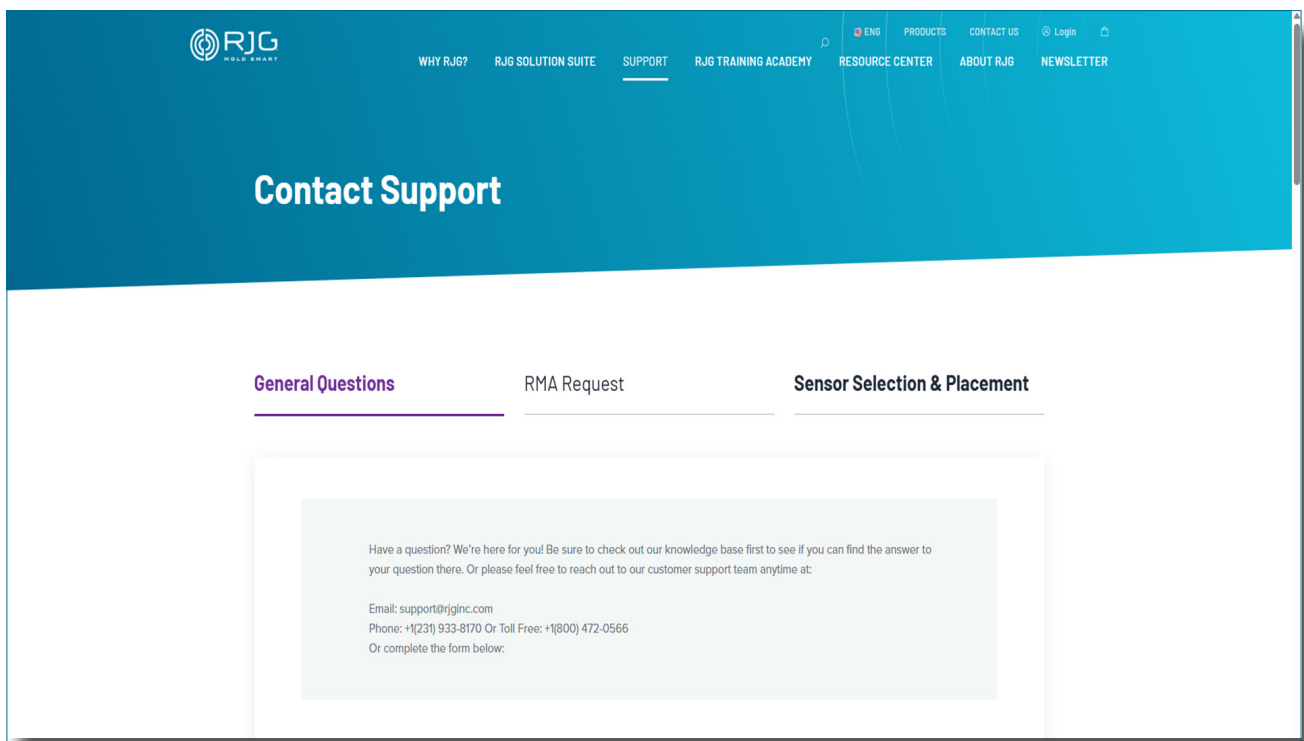 RJG
MOLD SMART
ENG PRODUCTS CONTACT US Login
WHY RJG? RJG SOLUTION SUITE SUPPORT RJG TRAINING ACADEMY RESOURCE CENTER ABOUT RJG NEWSLETTER
Contact Support
General Questions RMA Request Sensor Selection & Placement
Have a question? We're here for you! Be sure to check out our knowledge base first to see if you can find the answer to
your question there. Or please feel free to reach out to our customer support team anytime at:
Email: support@rjginc.com
Phone: +1(231) 933-8170 Or Toll Free: +1(800) 472-0566
Or complete the form below: